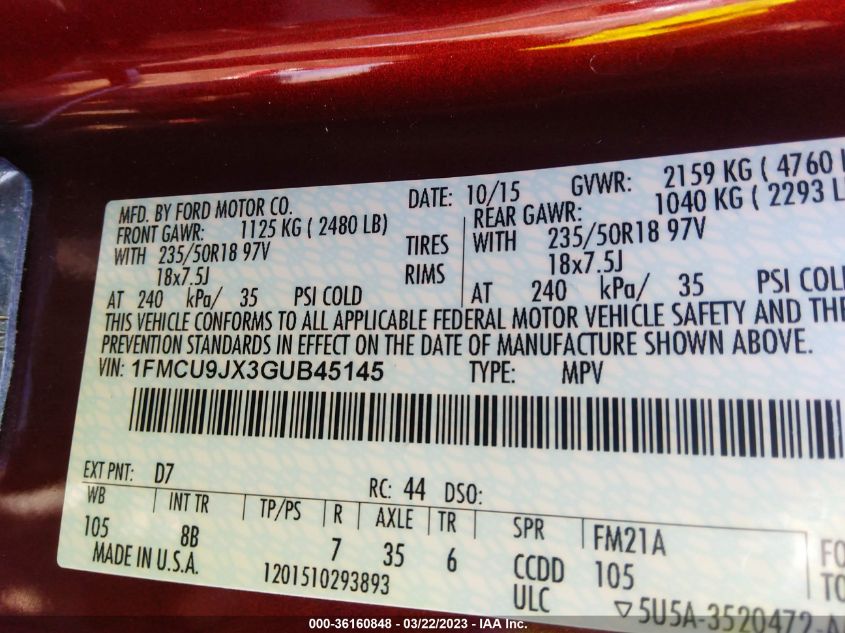 MFD. BY FORD MOTOR CO. DATE: 10/15 GVWR: 2159 KG ( 4760
FRONT GAWR: 1125 KG ( 2480 LB) REAR GAWR: 1040 KG ( 2293 L
WITH 235/50R18 97V TIRES WITH 235/50R18 97V
18x7.5J RIMS 18x7.5J
AT 240 kPa/ 35 PSI COLD AT 240 kPa/ 35 PSI COLD
THIS VEHICLE CONFORMS TO ALL APPLICABLE FEDERAL MOTOR VEHICLE SAFETY AND THE
PREVENTION STANDARDS IN EFFECT ON THE DATE OF MANUFACTURE SHOWN ABOVE.
VIN: 1FMCU9JX3GUB45145 TYPE: MPV
EXT PNT: D7 RC: 44 DSO:
WB INT TR TP/PS R AXLE TR SPR FM21A
105 8B 7 35 6 CCDD 105
MADE IN U.S.A. 1201510293893 ULC ▽5U5A-3520472-A
FO
TO
000-36160848 - 03/22/2023 - IAA Inc.